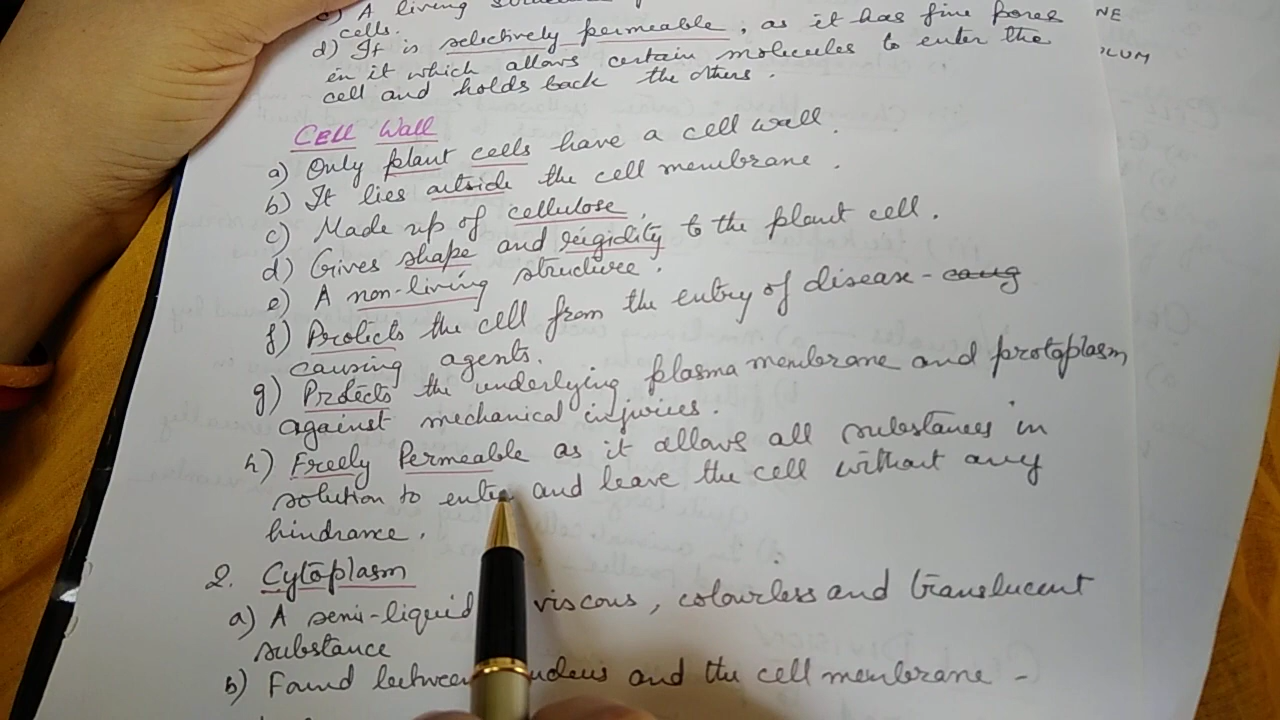 c) A living
cells.
d) It is selectively permeable, as it has fine pores
in it which allows certain molecules to enter the
cell and holds back the others.
NE
LUM
Cell Wall
a) Only plant cells have a cell wall.
b) It lies outside the cell membrane.
c) Made up of cellulose.
d) Gives shape and rigidity to the plant cell.
e) A non-living structure.
f) Protects the cell from the entry of disease- caug
causing agents.
g) Protects the underlying plasma membrane and protoplasm
against mechanical injuries.
h) Freely Permeable as it allows all substances in
solution to enter and leave the cell without any
hindrance.
2. Cytoplasm
a) A semi-liquid viscous, colourless and translucent
substance
b) Found between and the cell membrane -